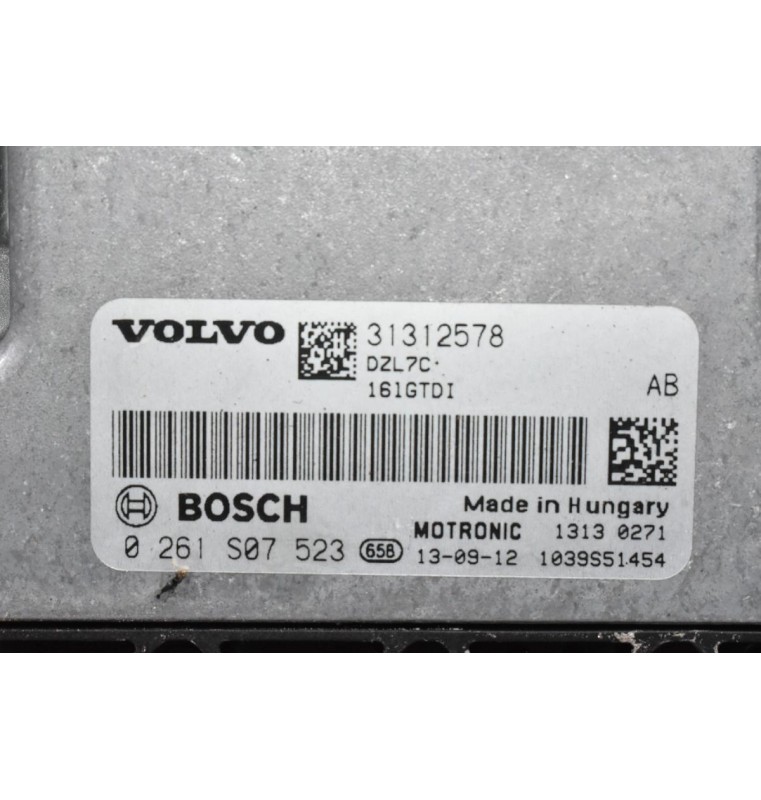 VOLVO 31312578
DZL7C
161GTDI AB
BOSCH Made in Hungary
MOTRONIC 1313 0271
0 261 S07 523 658 13-09-12 1039S51454